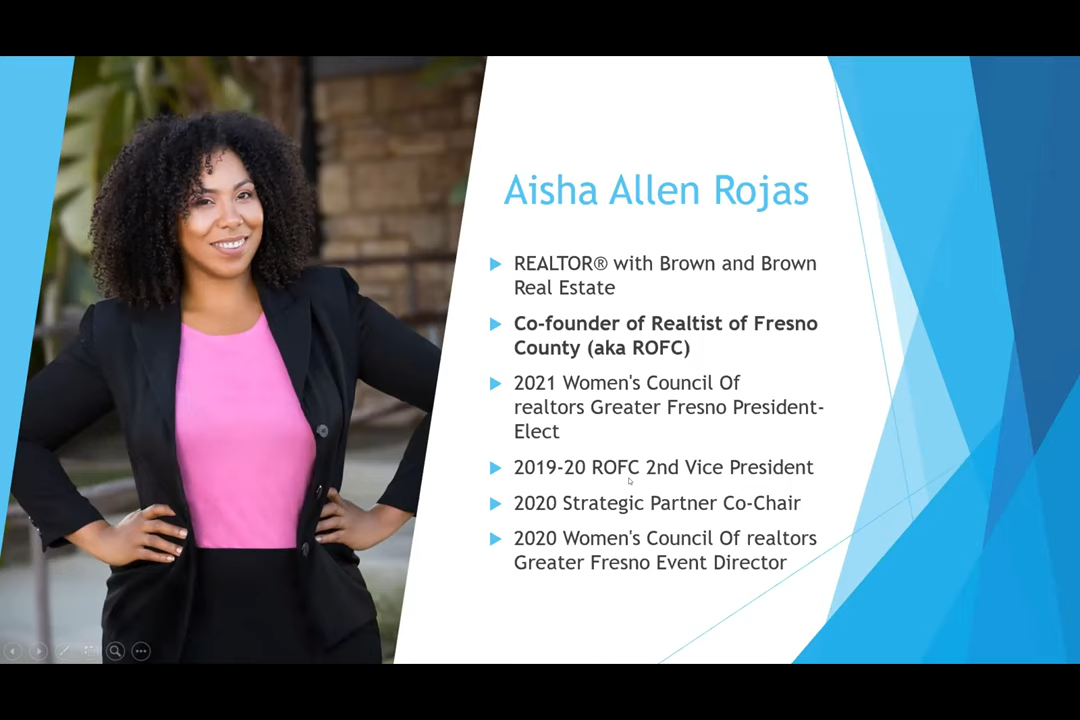 Aisha Allen Rojas
REALTOR® with Brown and Brown
Real Estate
Co-founder of Realtist of Fresno
County (aka ROFC)
2021 Women's Council Of
realtors Greater Fresno President-
Elect
2019-20 ROFC 2nd Vice President
2020 Strategic Partner Co-Chair
2020 Women's Council Of realtors
Greater Fresno Event Director